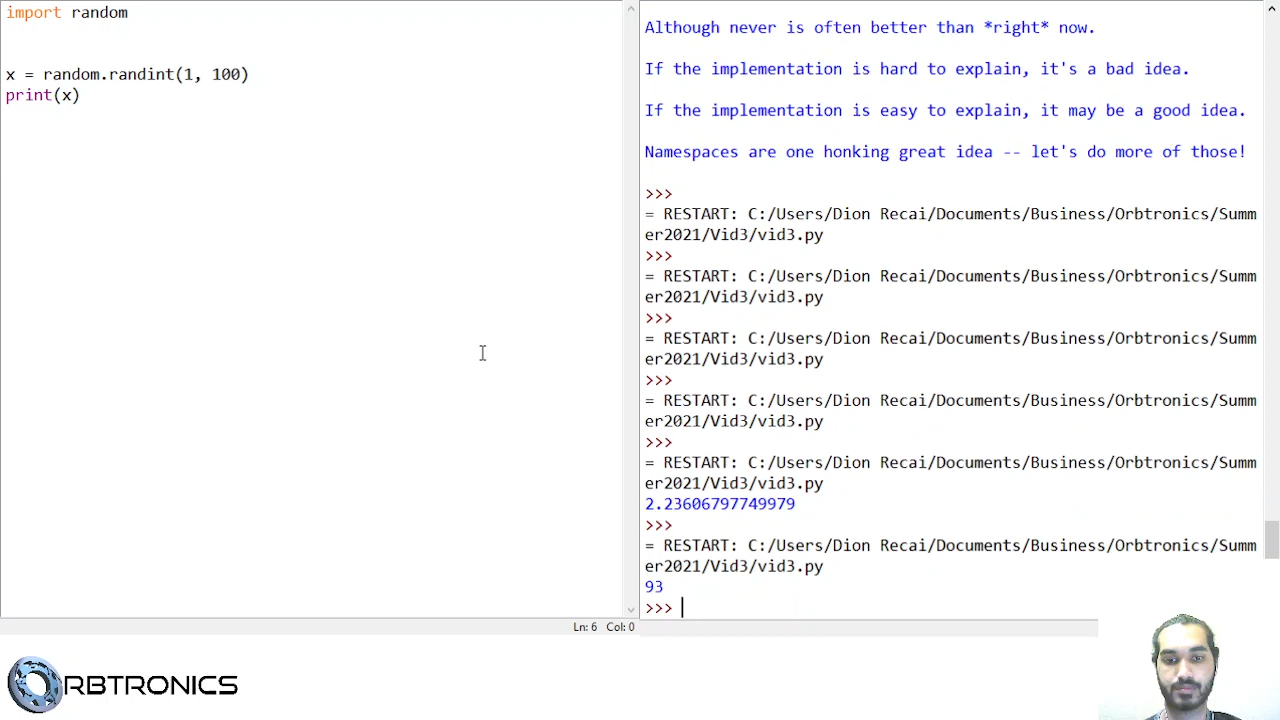 import random
x = random.randint(1, 100)
print(x)
Although never is often better than *right* now.
If the implementation is hard to explain, it's a bad idea.
If the implementation is easy to explain, it may be a good idea.
Namespaces are one honking great idea -- let's do more of those!
>>>
= RESTART: C:/Users/Dion Recai/Documents/Business/Orbtronics/Summ
er2021/Vid3/vid3.py
>>>
= RESTART: C:/Users/Dion Recai/Documents/Business/Orbtronics/Summ
er2021/Vid3/vid3.py
>>>
= RESTART: C:/Users/Dion Recai/Documents/Business/Orbtronics/Summ
er2021/Vid3/vid3.py
>>>
= RESTART: C:/Users/Dion Recai/Documents/Business/Orbtronics/Summ
er2021/Vid3/vid3.py
>>>
= RESTART: C:/Users/Dion Recai/Documents/Business/Orbtronics/Summ
er2021/Vid3/vid3.py
2.23606797749979
>>>
= RESTART: C:/Users/Dion Recai/Documents/Business/Orbtronics/Summ
er2021/Vid3/vid3.py
93
>>>
Ln: 6 Col: 0
ORBTRONICS